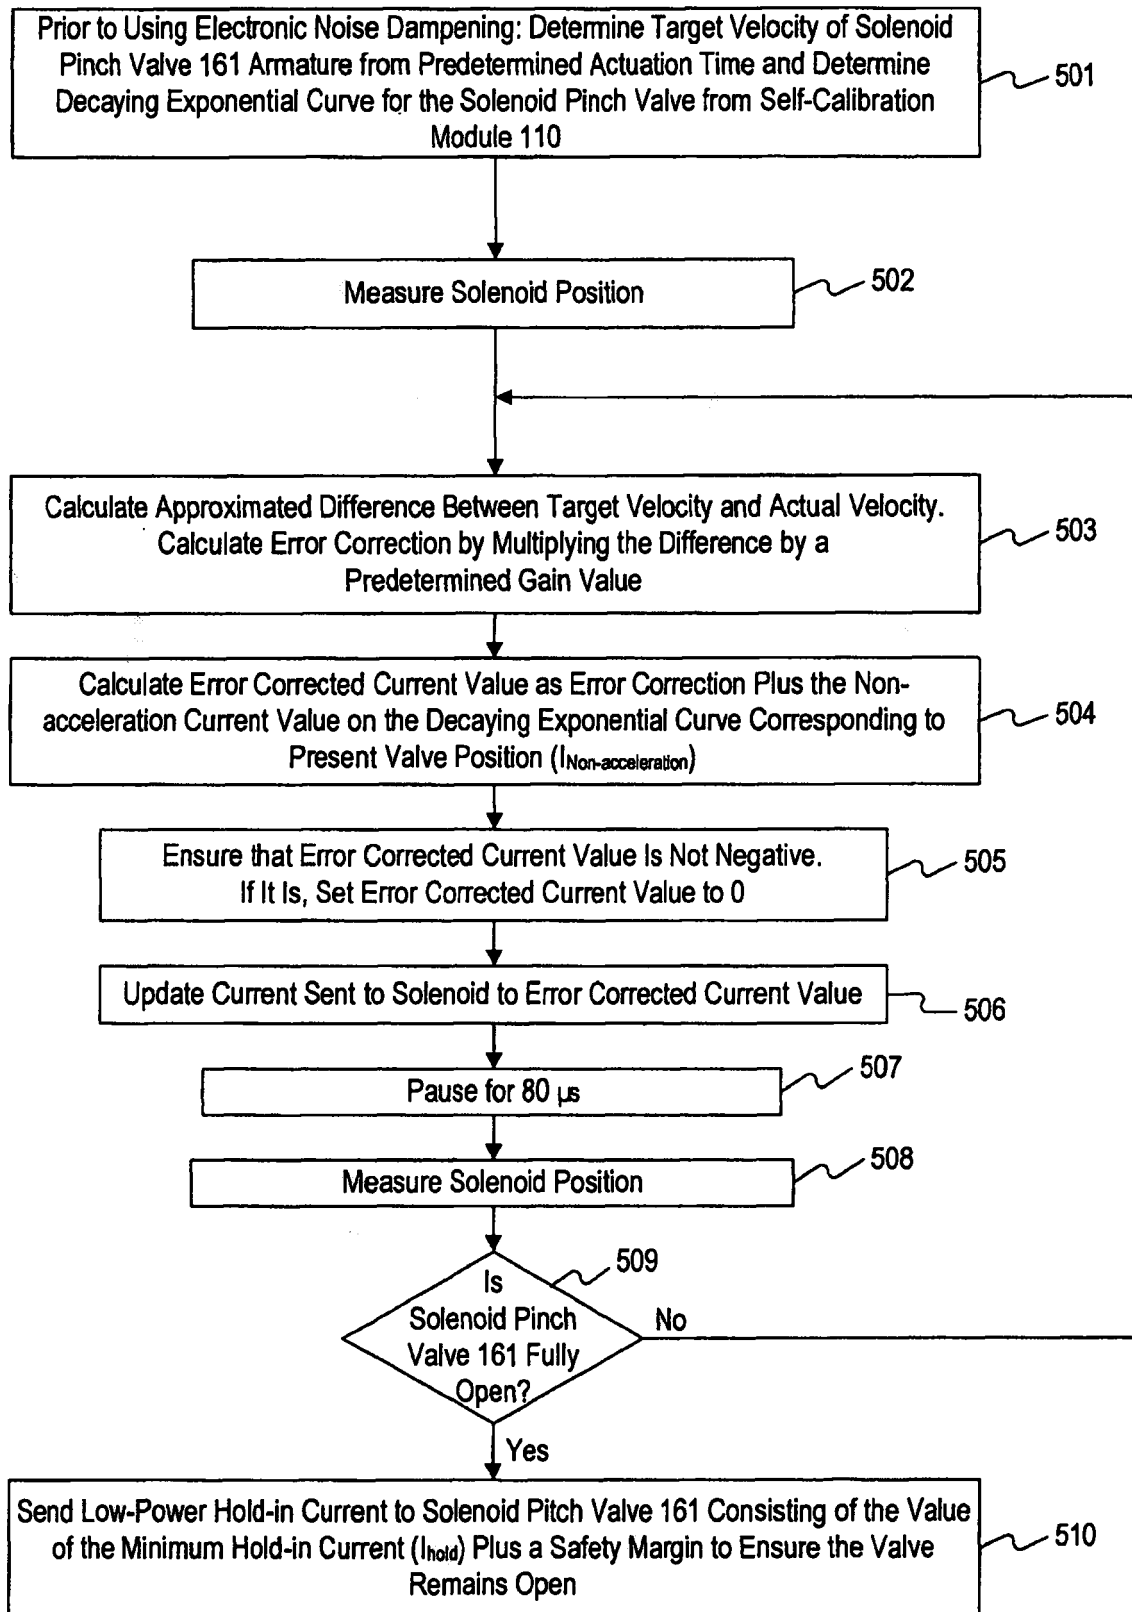 Prior to Using Electronic Noise Dampening: Determine Target Velocity of Solenoid
Pinch Valve 161 Armature from Predetermined Actuation Time and Determine
Decaying Exponential Curve for the Solenoid Pinch Valve from Self-Calibration
Module 110
501
Measure Solenoid Position
502
Calculate Approximated Difference Between Target Velocity and Actual Velocity.
Calculate Error Correction by Multiplying the Difference by a
Predetermined Gain Value
503
Calculate Error Corrected Current Value as Error Correction Plus the Non-
acceleration Current Value on the Decaying Exponential Curve Corresponding to
Present Valve Position (INon-acceleration)
504
Ensure that Error Corrected Current Value Is Not Negative.
If It Is, Set Error Corrected Current Value to 0
505
Update Current Sent to Solenoid to Error Corrected Current Value
506
Pause for 80 µs
507
Measure Solenoid Position
508
Is
Solenoid Pinch
Valve 161 Fully
Open?
509
No
Yes
Send Low-Power Hold-in Current to Solenoid Pitch Valve 161 Consisting of the Value
of the Minimum Hold-in Current (Ihold) Plus a Safety Margin to Ensure the Valve
Remains Open
510